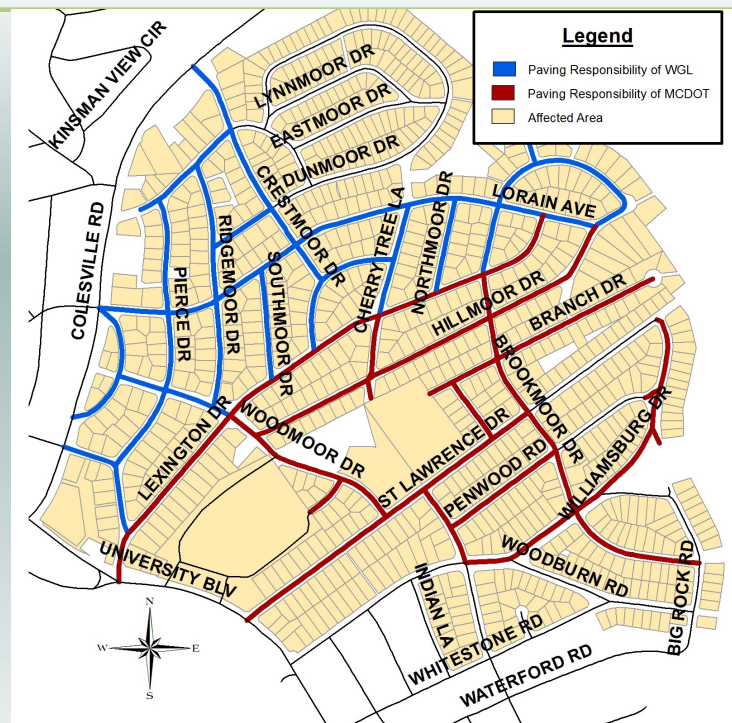 Legend
Paving Responsibility of WGL
Paving Responsibility of MCDOT
Affected Area
KINSMAN VIEW CIR
LYNNMOOR DR
EASTMOOR DR
DUNMOOR DR
CRESTMOOR DR
LORAIN AVE
COLESVILLE RD
CHERRY TREE LA
NORTHMOOR DR
RIDGEMOOR DR
SOUTHMOOR DR
PIERCE DR
HILLMOOR DR
BRANCH DR
BROOKMOOR DR
LEXINGTON DR
WOODMOOR DR
ST LAWRENCE DR
PENWOOD RD
WILLIAMSBURG DR
UNIVERSITY BLV
WOODBURN RD
BIG ROCK RD
INDIAN LA
WHITESTONE RD
WATERFORD RD
N
W
E
S